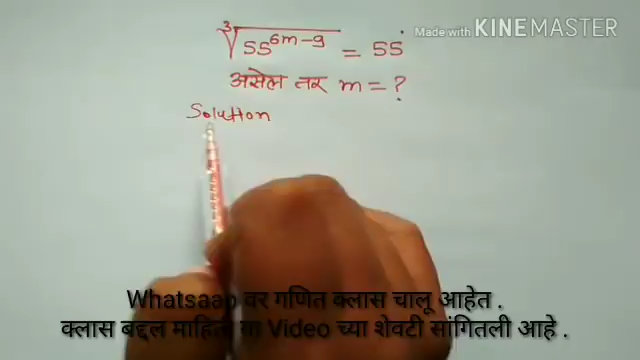 Made with KINEMASTER
∛55^6m-9 = 55
असेल तर m = ?
Solution
Whatsaap वर गणित क्लास चालू आहेत .
क्लास बद्दल माहिती या Video च्या शेवटी सांगितली आहे .